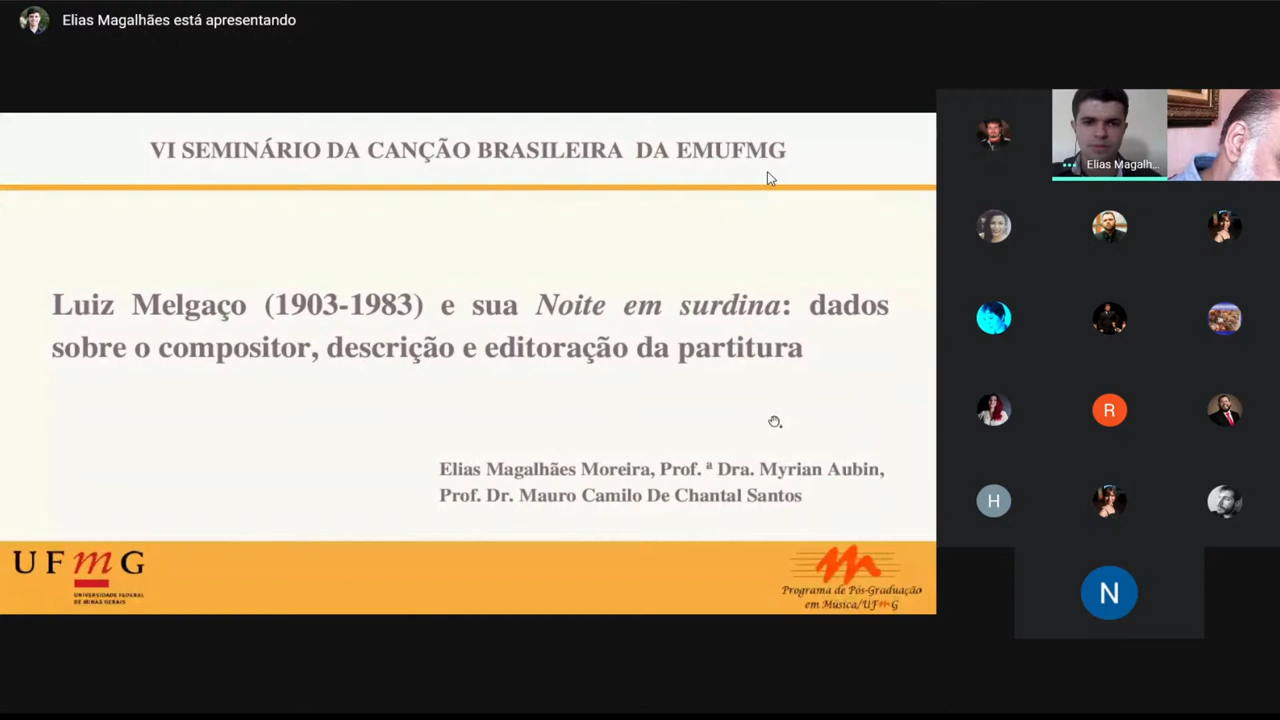 Elias Magalhães está apresentando
VI SEMINÁRIO DA CANÇÃO BRASILEIRA DA EMUFMG
Luiz Melgaço (1903-1983) e sua Noite em surdina: dados
sobre o compositor, descrição e editoração da partitura
Elias Magalhães Moreira, Prof. ª Dra. Myrian Aubin,
Prof. Dr. Mauro Camilo De Chantal Santos
UFmG
UNIVERSIDADE FEDERAL
DE MINAS GERAIS
Programa de Pós-Graduação
em Música/UFmG
Elias Magalh...
R
H
N